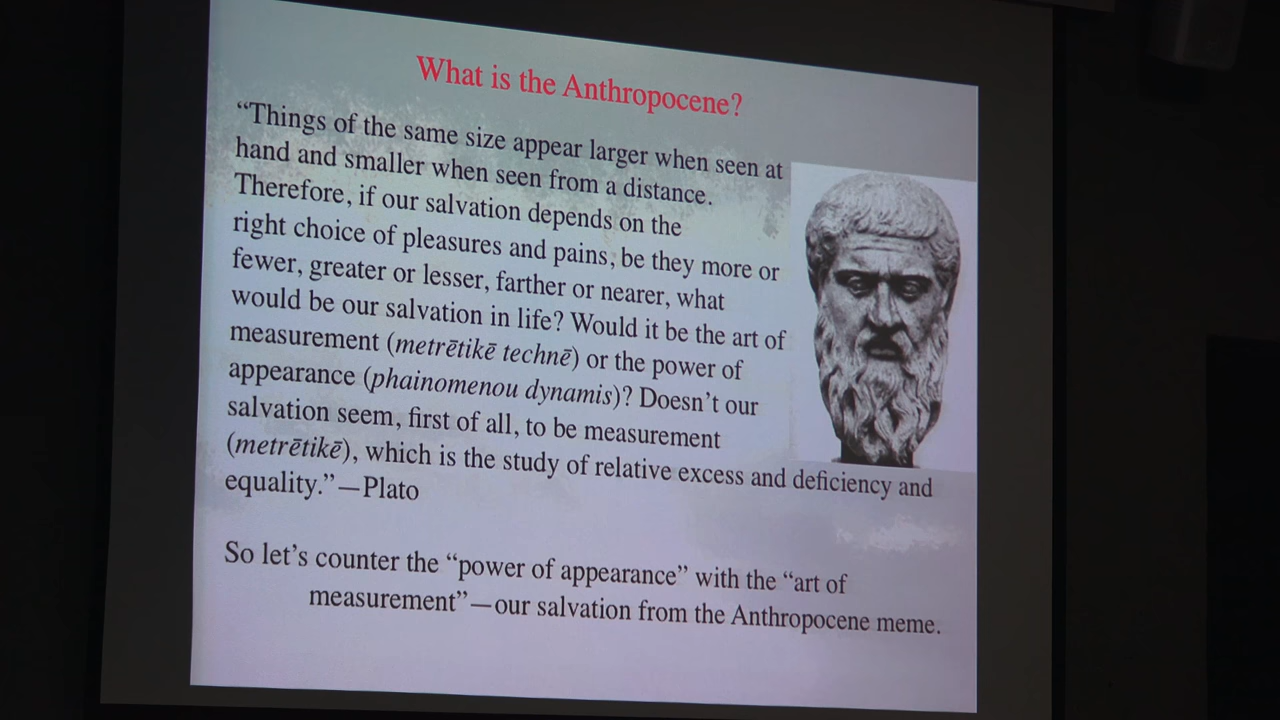 What is the Anthropocene?
“Things of the same size appear larger when seen at
hand and smaller when seen from a distance.
Therefore, if our salvation depends on the
right choice of pleasures and pains, be they more or
fewer, greater or lesser, farther or nearer, what
would be our salvation in life? Would it be the art of
measurement (metrētikē technē) or the power of
appearance (phainomenou dynamis)? Doesn’t our
salvation seem, first of all, to be measurement
(metrētikē), which is the study of relative excess and deficiency and
equality.”—Plato
So let’s counter the “power of appearance” with the “art of
measurement”—our salvation from the Anthropocene meme.